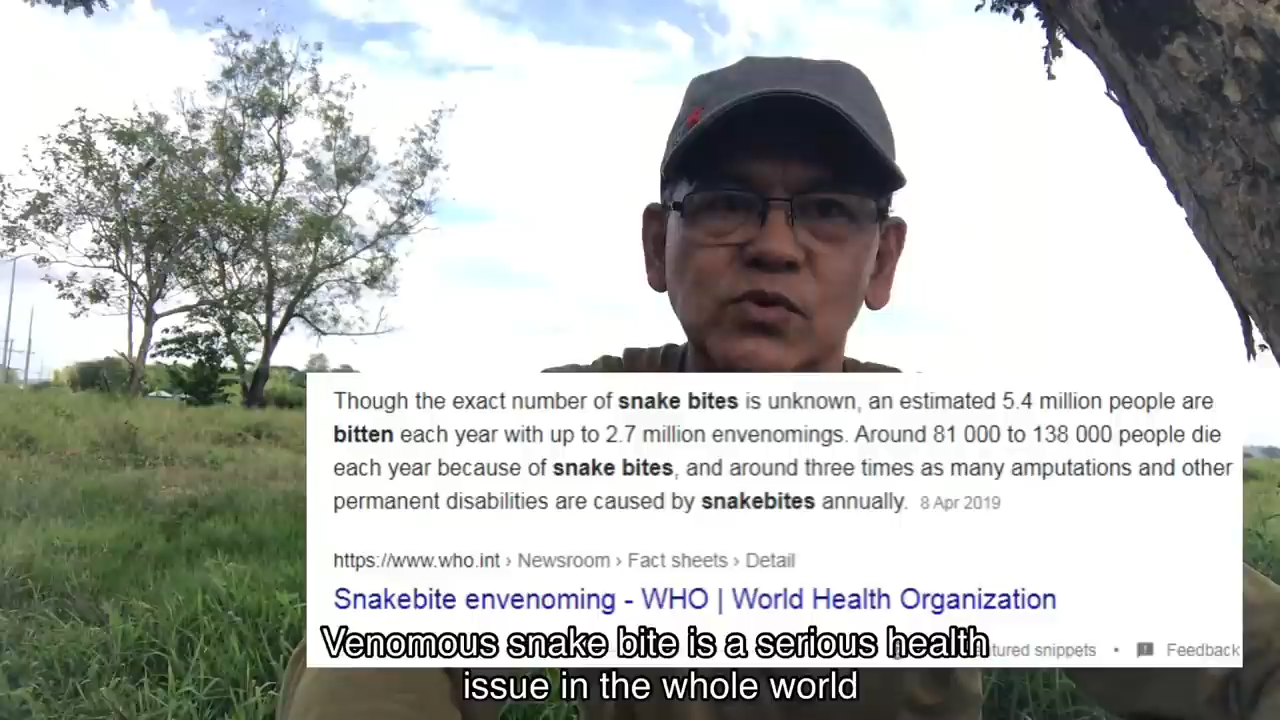 Though the exact number of snake bites is unknown, an estimated 5.4 million people are
bitten each year with up to 2.7 million envenomings. Around 81 000 to 138 000 people die
each year because of snake bites, and around three times as many amputations and other
permanent disabilities are caused by snakebites annually. 8 Apr 2019
https://www.who.int › Newsroom › Fact sheets › Detail
Snakebite envenoming - WHO | World Health Organization
Venomous snake bite is a serious health
snippets • Feedback
issue in the whole world